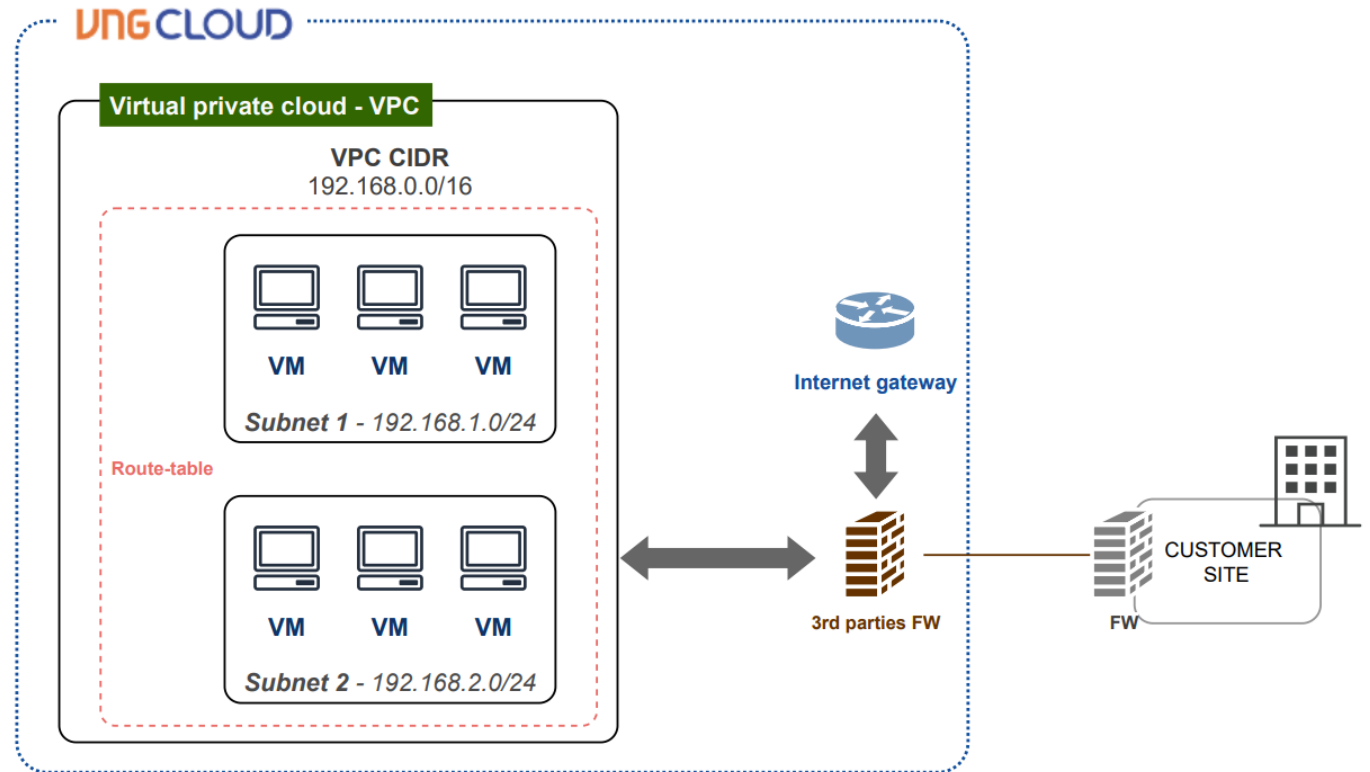 VNG CLOUD
Virtual private cloud - VPC
VPC CIDR
192.168.0.0/16
VM VM VM
Subnet 1 - 192.168.1.0/24
Internet gateway
Route-table
VM VM VM
Subnet 2 - 192.168.2.0/24
3rd parties FW
FW
CUSTOMER
SITE